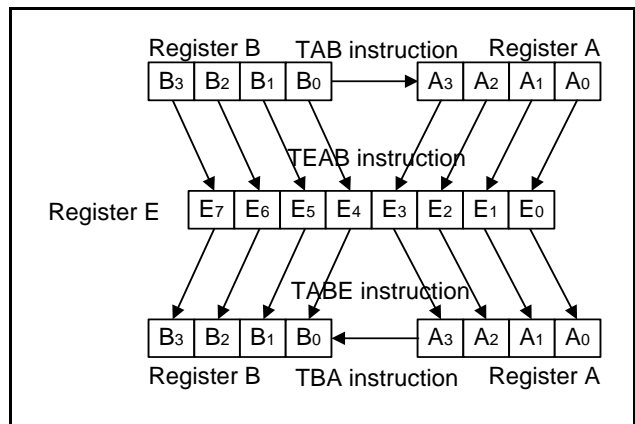 Register B TAB instruction Register A
B3 B2 B1 B0 A3 A2 A1 A0
TEAB instruction
Register E E7 E6 E5 E4 E3 E2 E1 E0
TABE instruction
B3 B2 B1 B0 A3 A2 A1 A0
Register B TBA instruction Register A